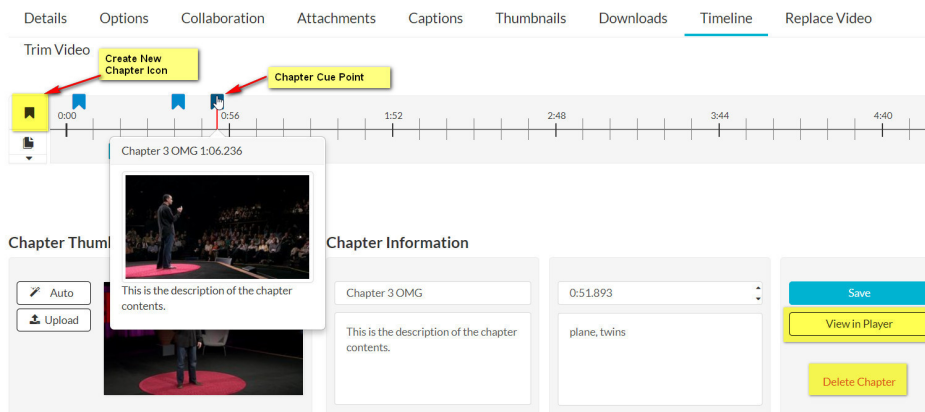 Details Options Collaboration Attachments Captions Thumbnails Downloads Timeline Replace Video
Trim Video
Create New
Chapter Icon
Chapter Cue Point
0:00 0:56 1:52 2:48 3:44 4:40
Chapter 3 OMG 1:06.236
This is the description of the chapter
contents.
Chapter Thum
Chapter Information
Auto
Upload
Chapter 3 OMG
0:51.893
Save
This is the description of the chapter
contents.
plane, twins
View in Player
Delete Chapter